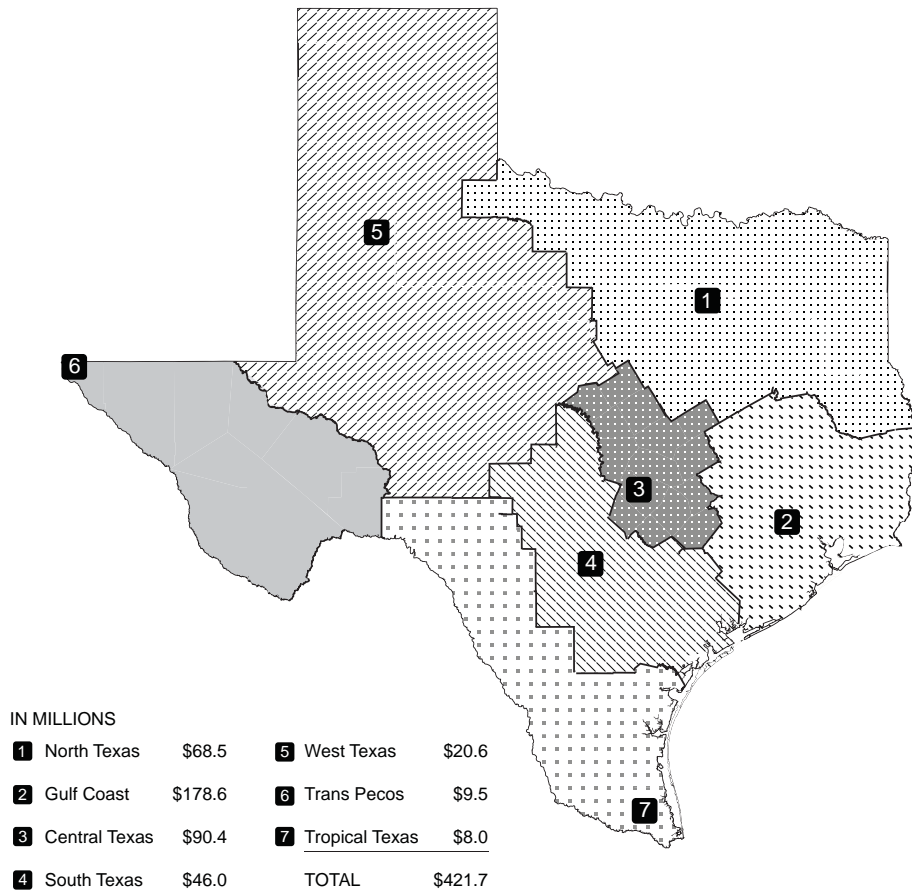 5
1
6
3
2
4
7
IN MILLIONS
1 North Texas $68.5
2 Gulf Coast $178.6
3 Central Texas $90.4
4 South Texas $46.0
5 West Texas $20.6
6 Trans Pecos $9.5
7 Tropical Texas $8.0
TOTAL $421.7